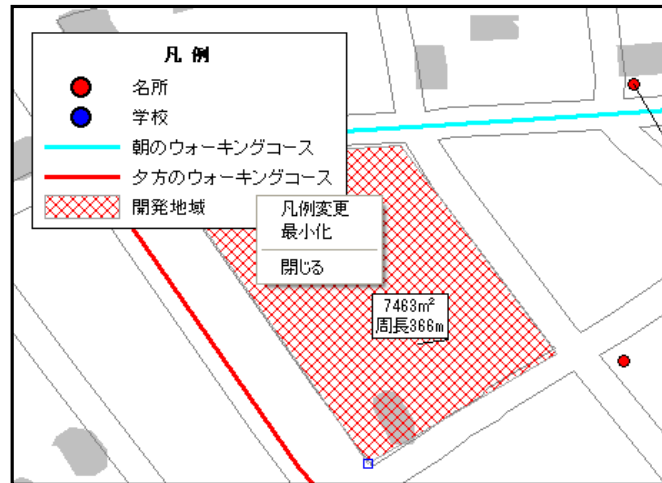 凡 例
名所
学校
朝のウォーキングコース
夕方のウォーキングコース
開発地域
凡例変更
最小化
閉じる
7463m²
周長366m